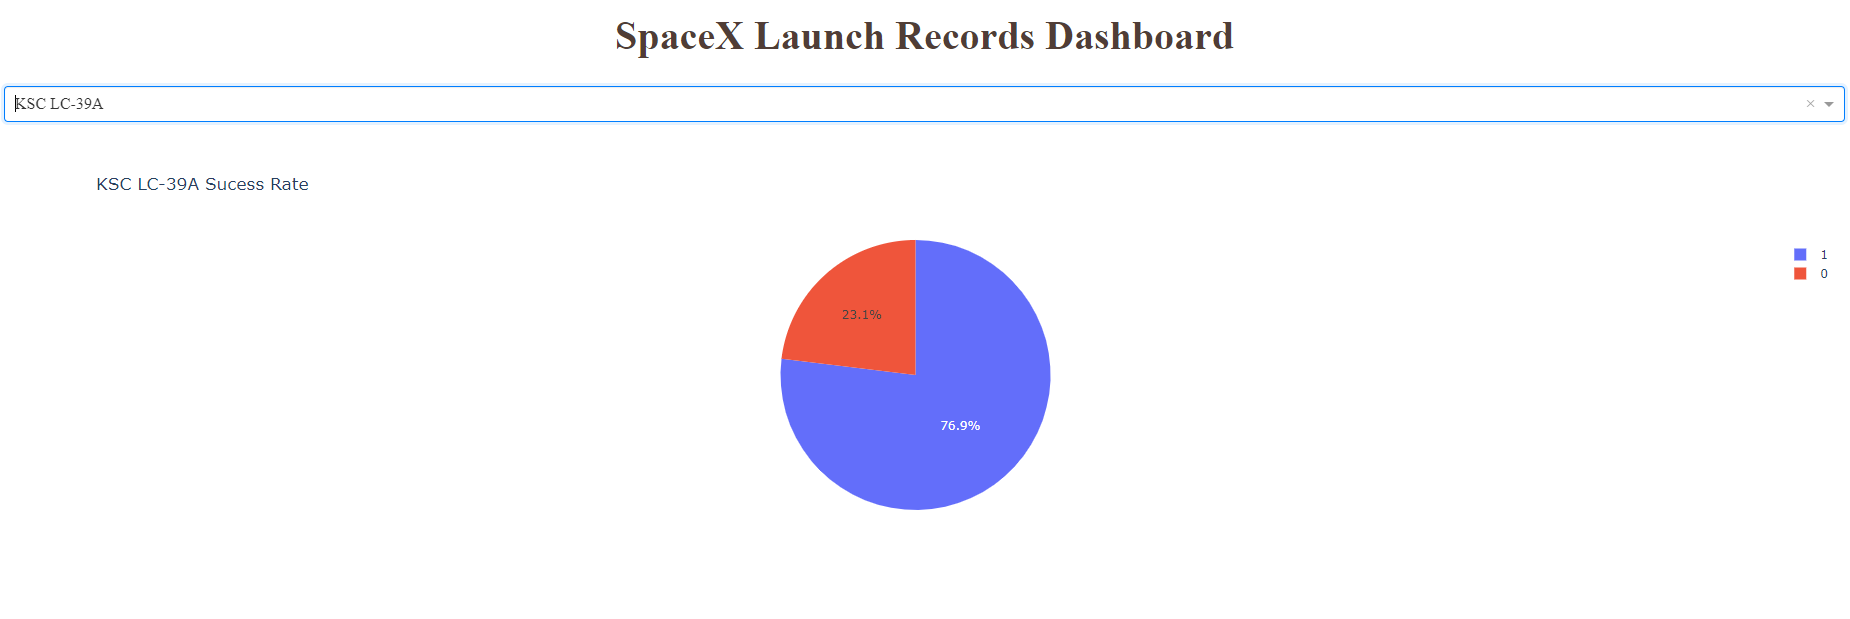 SpaceX Launch Records Dashboard
KSC LC-39A
KSC LC-39A Sucess Rate
1
0
23.1%
76.9%